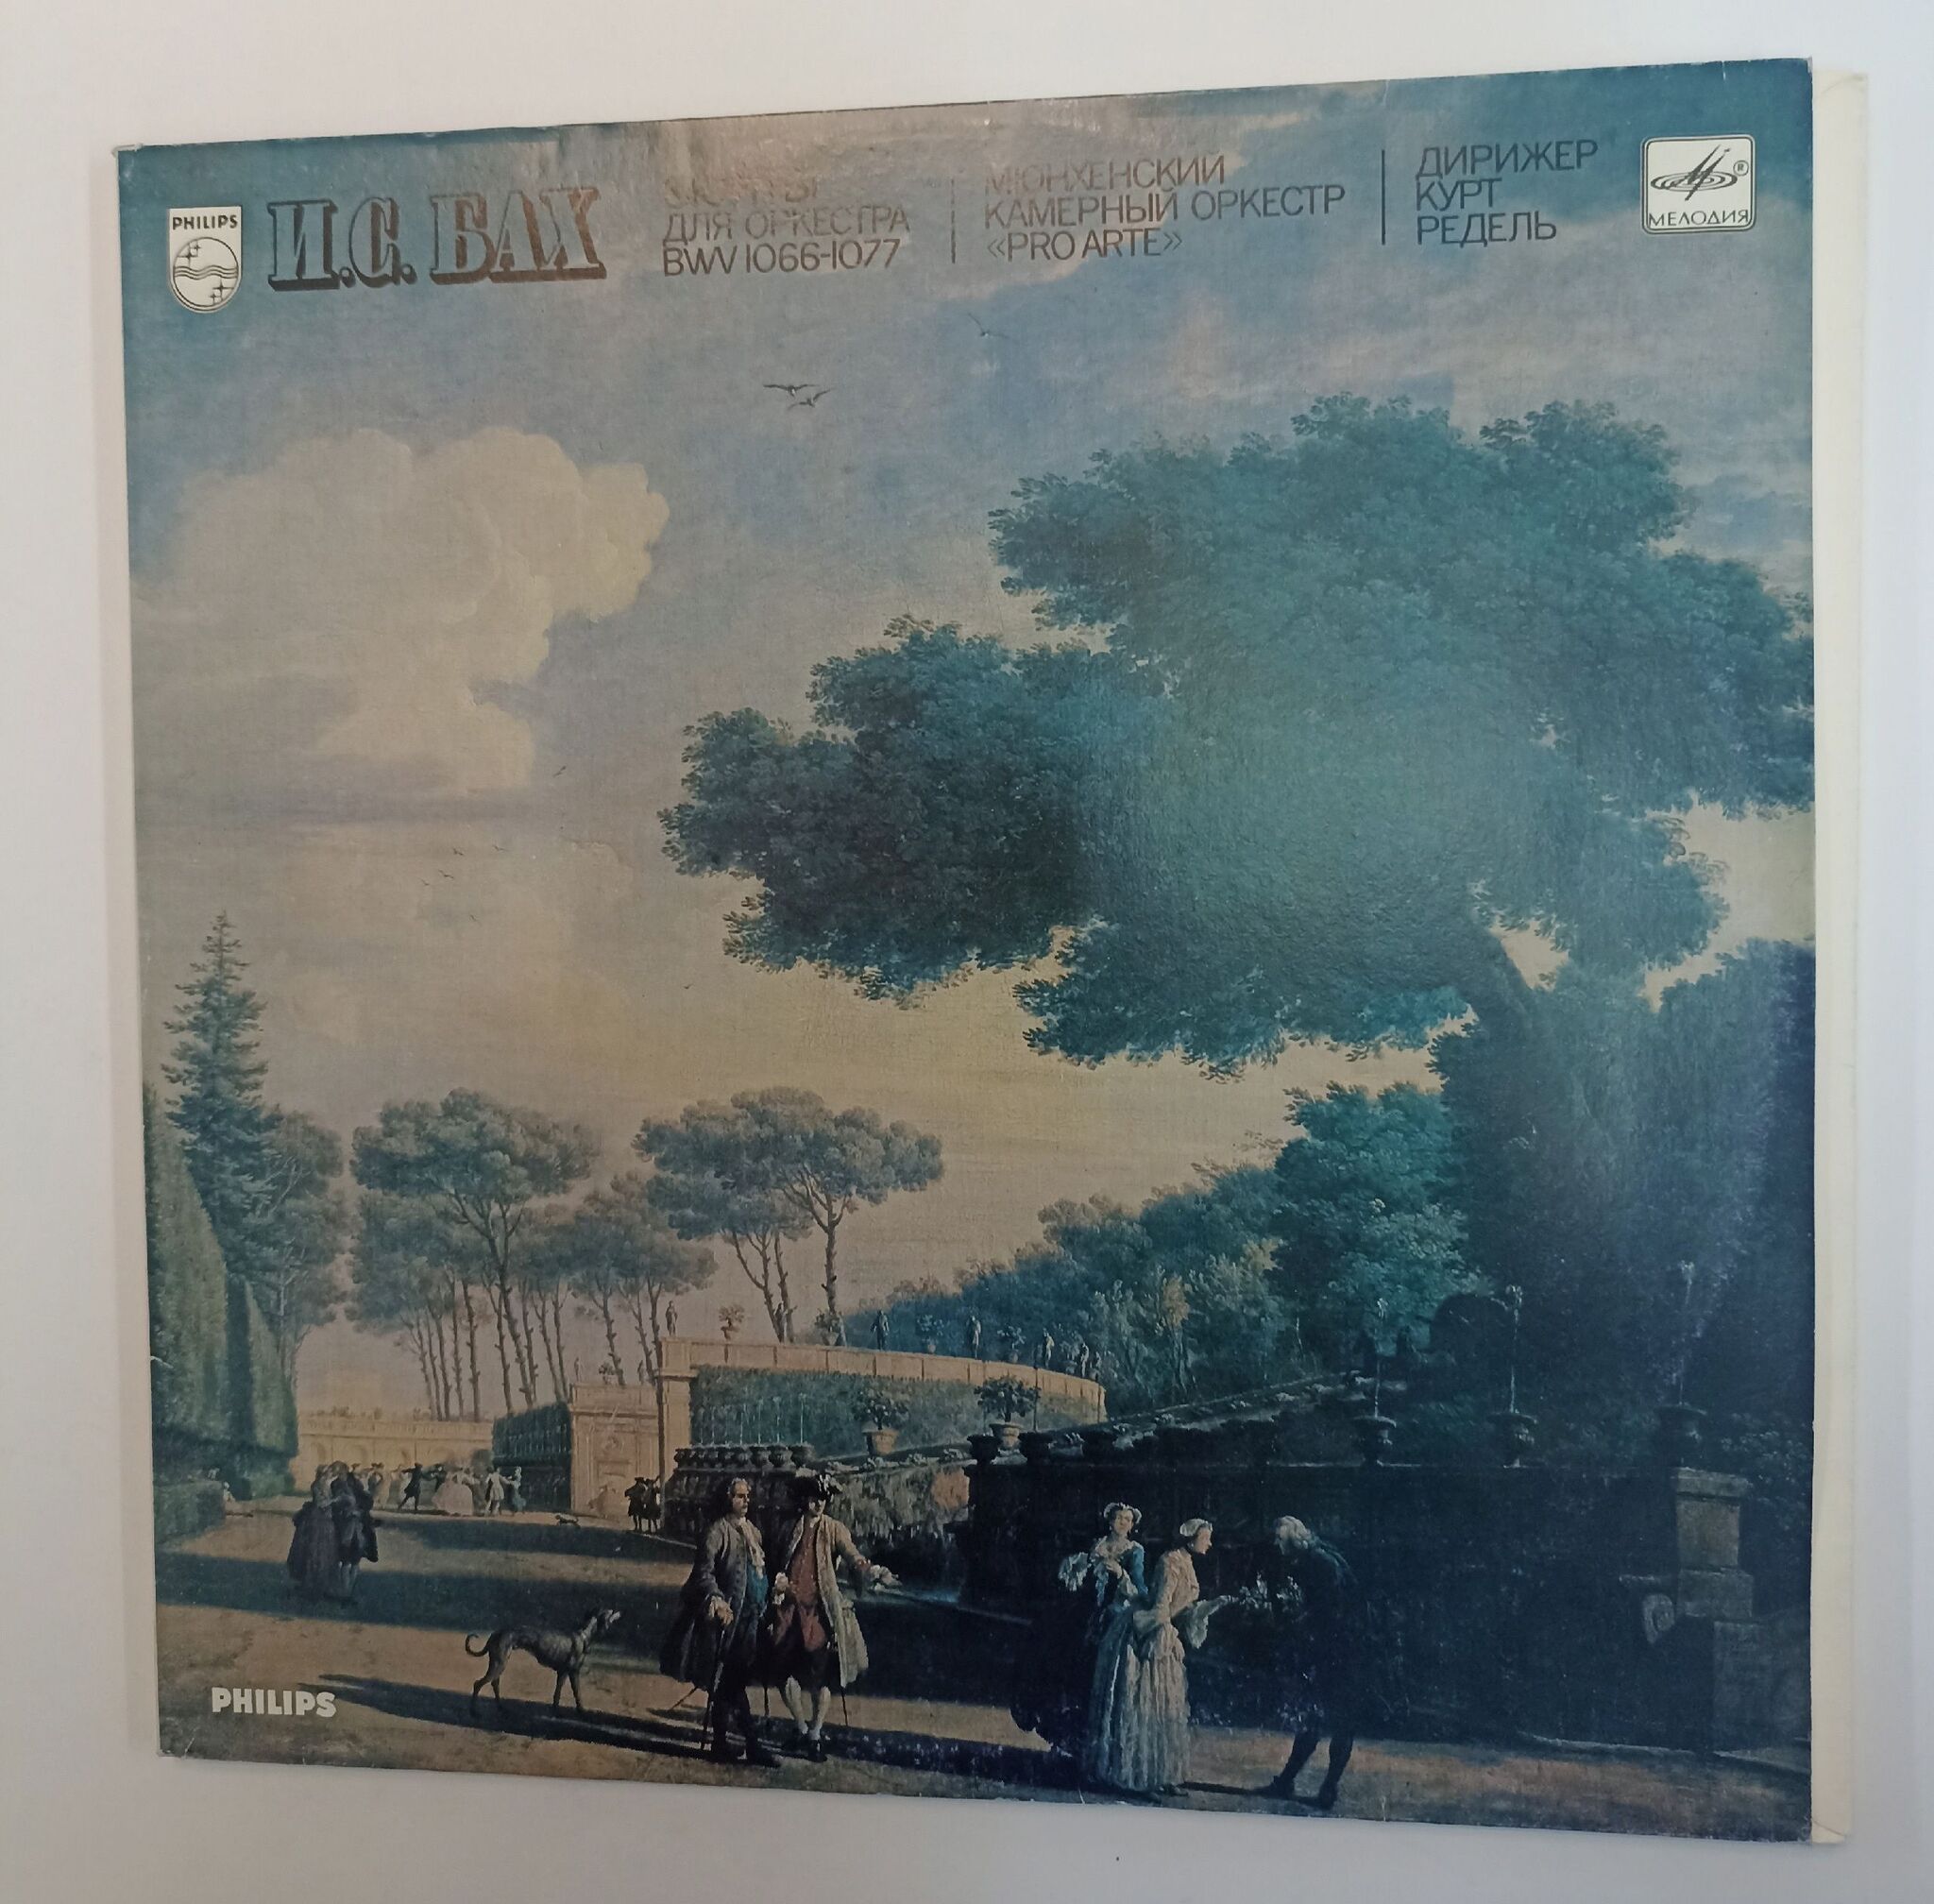 PHILIPS
И.С. БАХ
ДЛЯ ОРКЕСТРА
BWV 1066-1077
МЮНХЕНСКИЙ
КАМЕРНЫЙ ОРКЕСТР
«PRO ARTE»
ДИРИЖЕР
КУРТ
РЕДЕЛЬ
МЕЛОДИЯ
PHILIPS